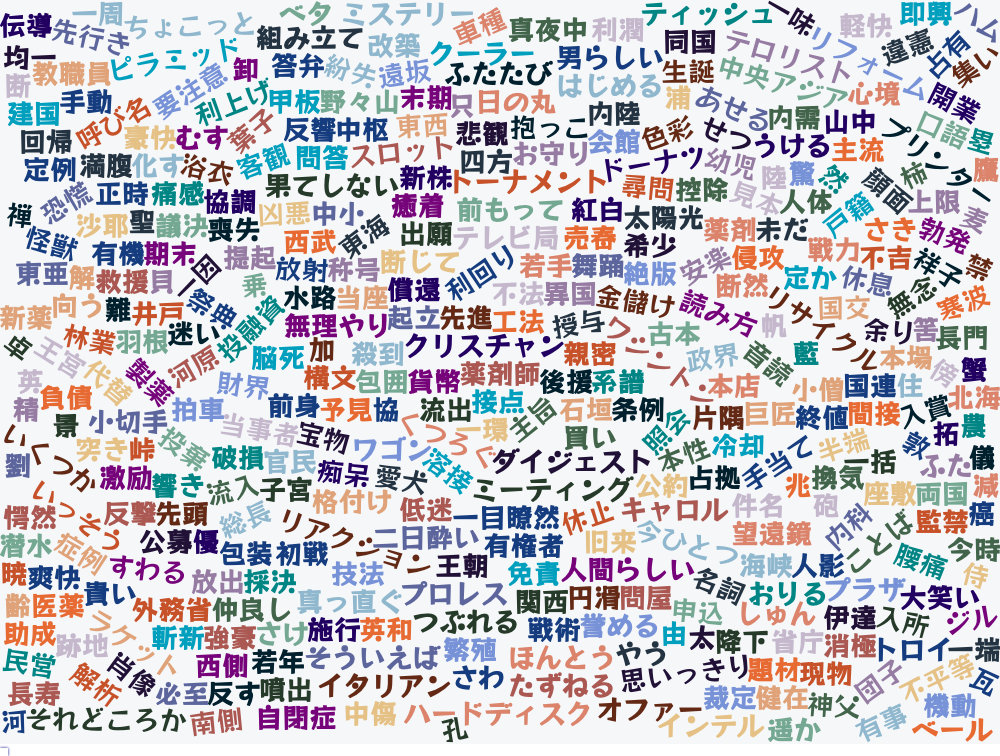 伝導 先行き 一周 ちょこっと ベタ ミステリー 車種 真夜中 利潤 ティッシュ 一味 リフォーム 軽快 違憲 即興 ハム
均一 断 教職員 ピラミッド 卸 組み立て 改築 クーラー 男らしい 同国 テロリスト 占有 集い
答弁 紛失 遠坂 ふたたび はじめる 生誕 中央アジア 心境 開業
建国 手動 呼び名 要注意 利上げ 甲板 野々山 末期 只 日の丸 内陸 浦 あせる 内需 山中 プリンター 口語 塁
回帰 豪快 むす 葉子 反響 中枢 東西 悲観 抱っこ 会館 色彩 せつ うける 主流
定例 満腹 化す 浴衣 客観 問答 スロット 四方 お守り ドーナツ 幼児 陸 驚 然 顔面 柿 鷹
禅 恐慌 正時 痛感 協調 果てしない 新株 トーナメント 尋問 控除 見本 人体 戸籍 上限 麦
怪獣 沙耶 聖 議決 喪失 凶悪 中小 東海 癒着 前もって 紅白 太陽光 薬剤 未だ さき 勃発
有機 期末 因 提起 西武 出願 テレビ局 売春 希少 安楽 侵攻 戦力 不吉 祥子 禁
東亜 解 救援 貝 一 祭典 乗 放射 称号 断じて 利回り 若手 舞踊 絶版 断然 定か 休息 無念 寒波
新薬 向う 難 井戸 投融資 水路 当座 償還 不法 異国 金儲け 読み方 リサイクル 国交
林業 羽根 迷い 無理やり 起立 先進 工法 授与 ワシントン 古本 帆 余り 苦 長門
卓 王宮 代替 製薬 河原 脳死 加 殺到 クリスチャン 親密 政界 音読 藍 本場 傍 蟹
英 負債 財界 構文 包囲 貨幣 薬剤師 後援 系譜 本店 小僧 国連 住 北海
精 景 小切手 拍車 当事者 前身 予見 協 くつろぐ 流出 接点 生臣 石垣 条例 照会 片隅 巨匠 終値 間接 入賞 拓 農
いくつか 突き 峠 投棄 破損 宝物 ワゴン 溶接 一環 買い 本性 冷却 手当て 半端 敦
劉 激励 響き 流入 官民 痴呆 愛犬 ダイジェスト 占拠 換気 一括 ふた 儀
いっそう 子宮 格付け ミーティング 公約 兆 座敷 両国 減
愕然 反撃 先頭 総長 リアクション 低迷 一目瞭然 休止 キャロル 件名 砲 内科 監禁 癌
潜水 症例 公募 優 包装 初戦 二日酔い 有権者 旧来 今ひとつ 望遠鏡 ことば 腰痛 今時
暁 爽快 すわる 放出 採決 技法 王朝 免責 人間らしい 海峡 人影 侍
齢 医薬 貴い 外務省 仲良し 真っ直ぐ プロレス 関西 円滑 問屋 名詞 おりる プラザ 大笑い
助成 跡地 ラケット 斬新 強豪 さけ 施行 英和 つぶれる 戦術 誉める 由 申込 太 しゅん 降下 省庁 伊達 消極 入所 ジル
民営 解析 肖像 西側 若年 そういえば 繁殖 ほんとう やう 思いっきり 題材 現物 トロイ 一端
長寿 必至 反す 噴出 イタリアン さわ たずねる 裁定 健在 神父 団子 不平等 瓦
河 それどころか 南側 自閉症 中傷 ハードディスク 孔 オファー インテル 遥か 有事 機動 ベール